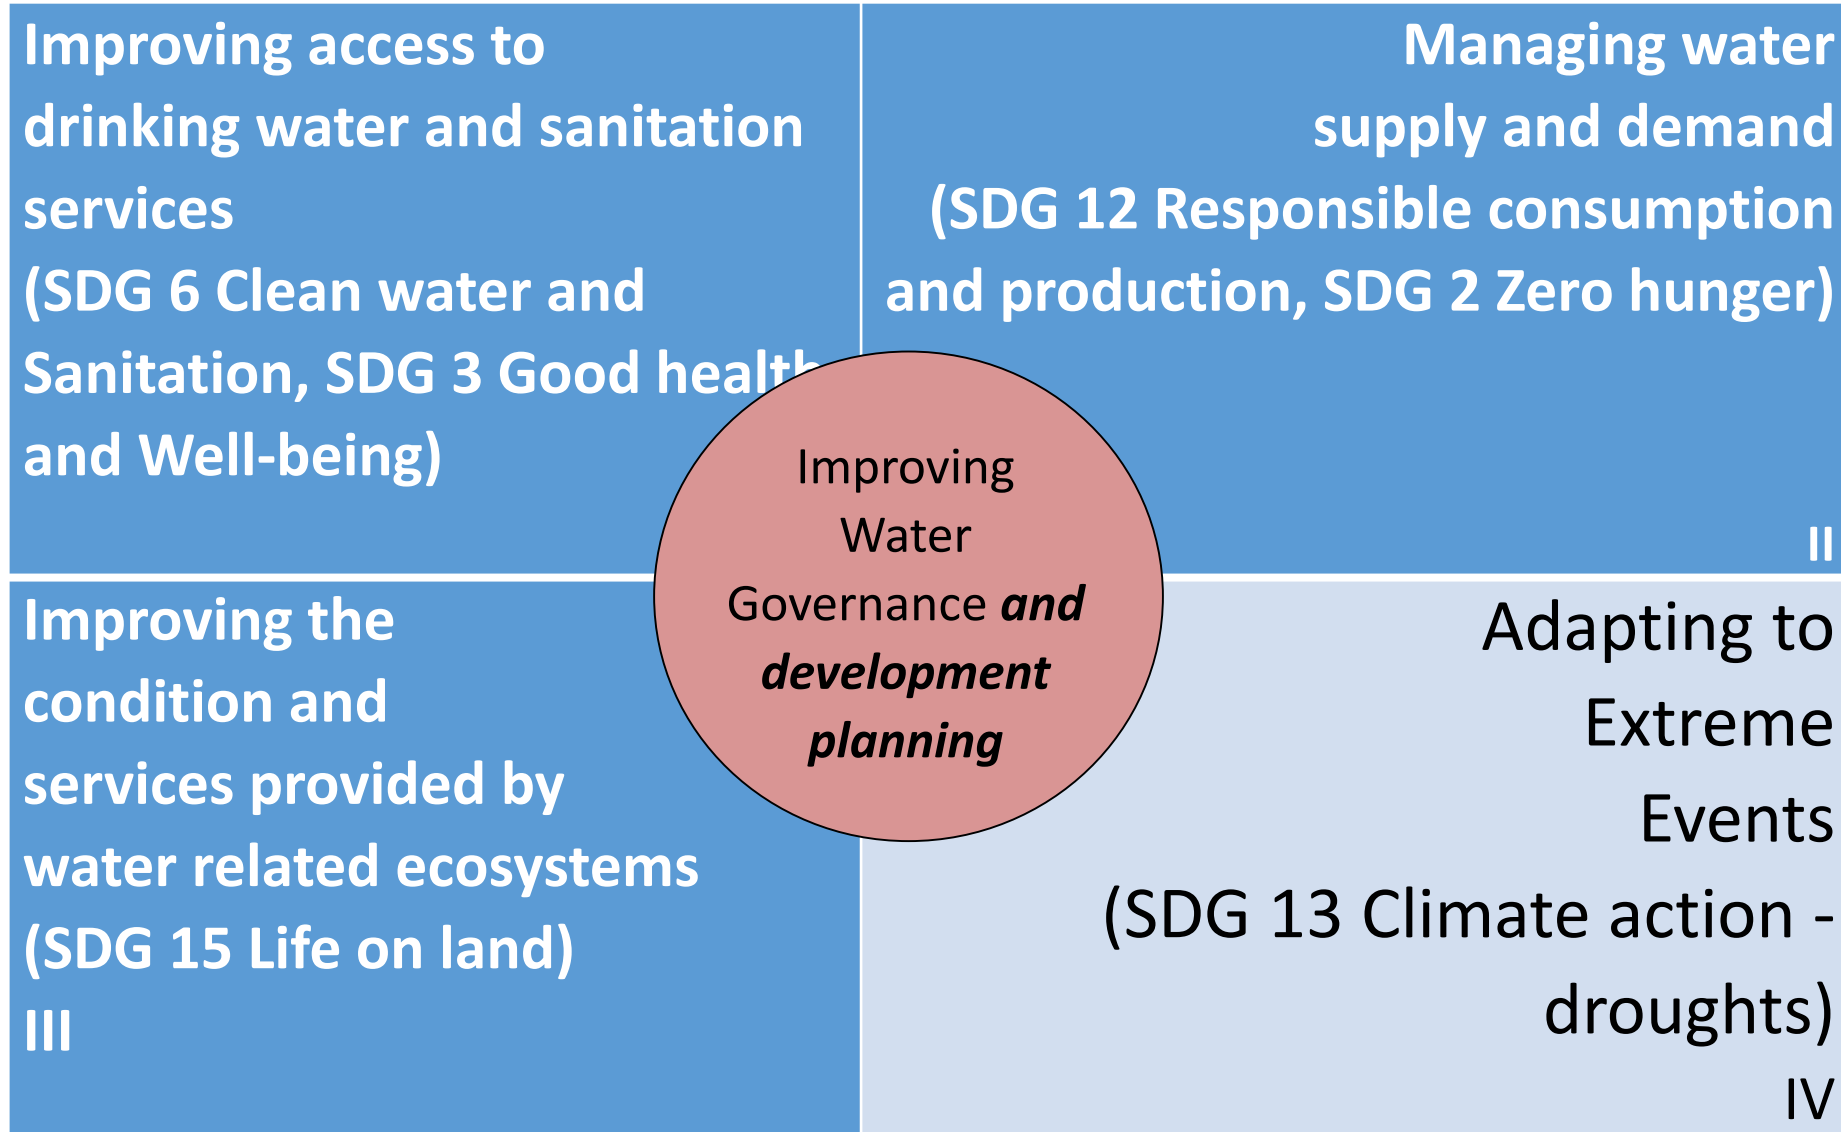 Improving access to
drinking water and sanitation
services
(SDG 6 Clean water and
Sanitation, SDG 3 Good health
and Well-being)
Managing water
supply and demand
(SDG 12 Responsible consumption
and production, SDG 2 Zero hunger)
II
Improving
Water
Governance and
development
planning
Improving the
condition and
services provided by
water related ecosystems
(SDG 15 Life on land)
III
Adapting to
Extreme
Events
(SDG 13 Climate action -
droughts)
IV